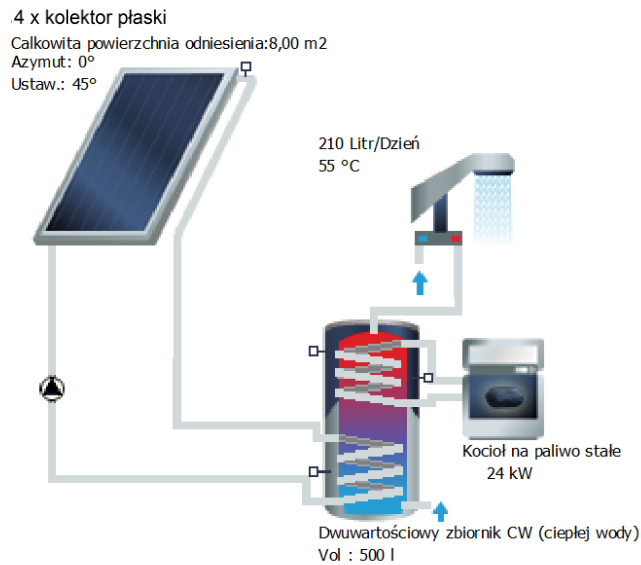 .4 x kolektor płaski
Calkowita powierzchnia odniesienia:8,00 m2
Azymut: 0°
Ustaw.: 45°
210 Litr/Dzień
55 °C
Kocioł na paliwo stałe
24 kW
Dwuwartościowy zbiornik CW (ciepłej wody)
Vol : 500 l